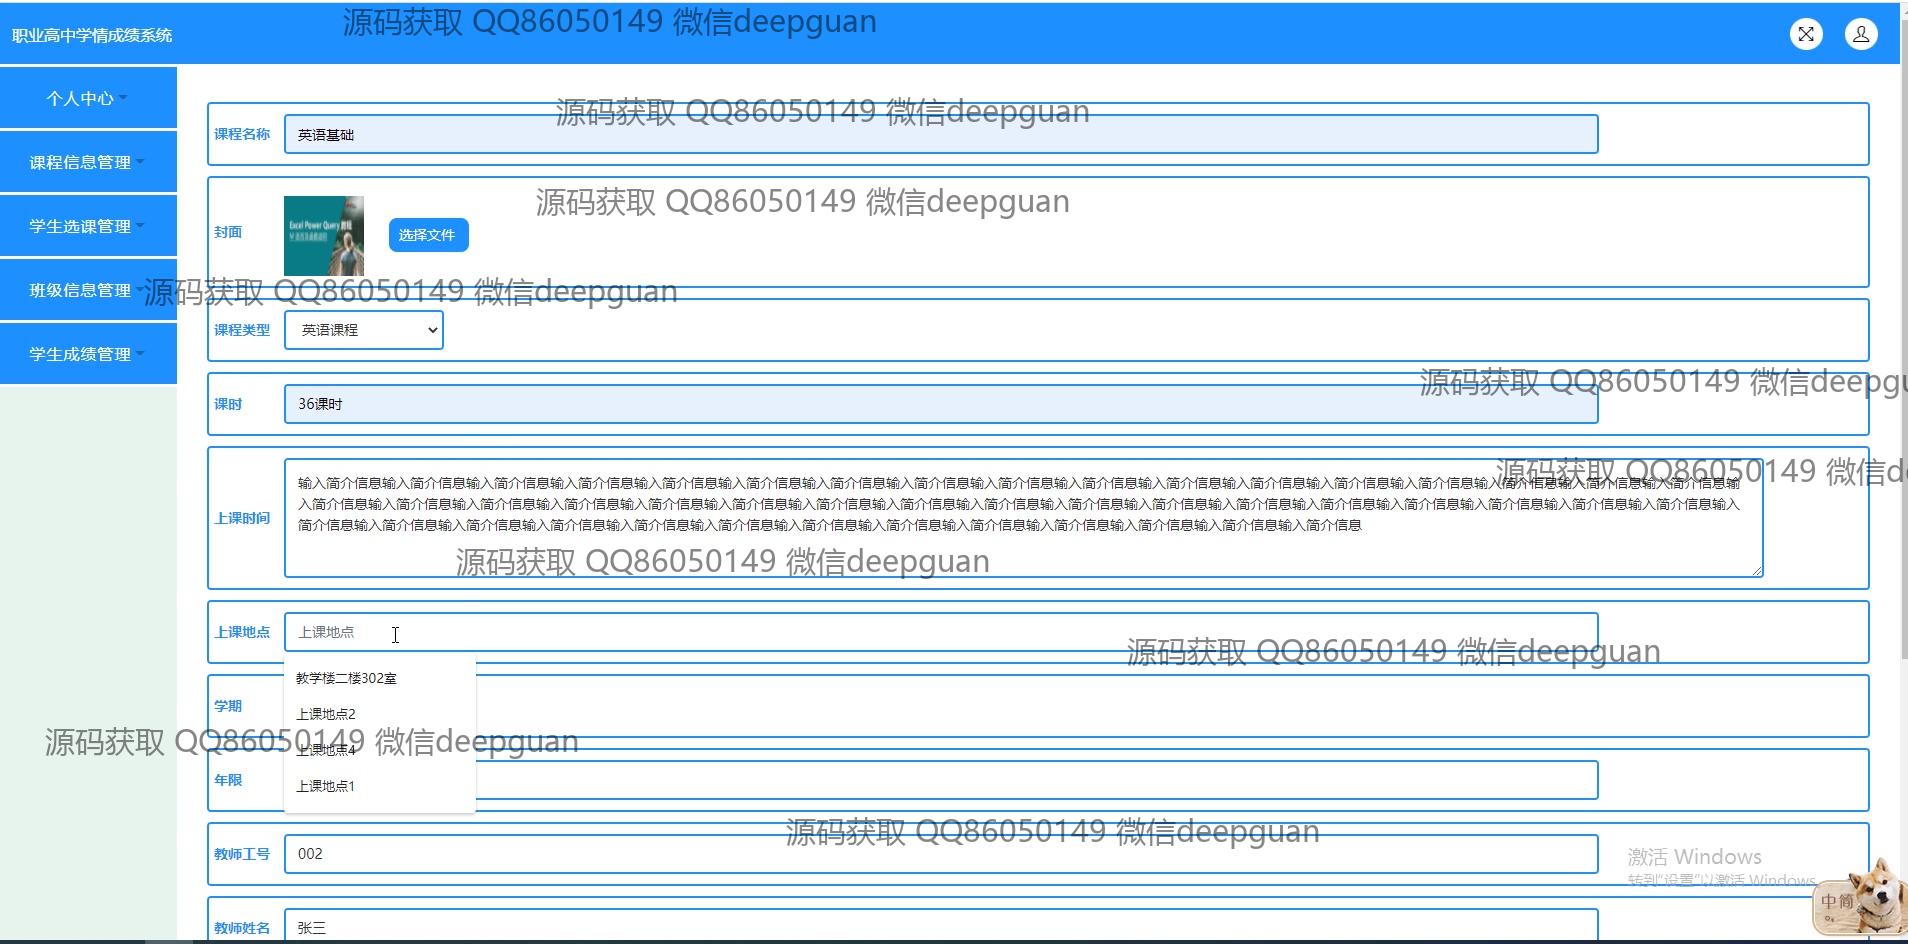 源码获取 QQ86050149 微信deepguan
职业高中学情成绩系统
个人中心
源码获取 QQ86050149 微信deepguan
课程名称
英语基础
课程信息管理
源码获取 QQ86050149 微信deepguan
学生选课管理
封面
Excel Power Query
选择文件
班级信息管理
源码获取 QQ86050149 微信deepguan
课程类型
英语课程
学生成绩管理
源码获取 QQ86050149 微信deepgu
课时
36课时
源码获取 QQ86050149 微信de
输入简介信息输入简介信息输入简介信息输入简介信息输入简介信息输入简介信息输入简介信息输入简介信息输入简介信息输入简介信息输入简介信息输入简介信息输入简介信息输入简介信息输入简介信息输入简介信息输入简介信息输
入简介信息输入简介信息输入简介信息输入简介信息输入简介信息输入简介信息输入简介信息输入简介信息输入简介信息输入简介信息输入简介信息输入简介信息输入简介信息输入简介信息输入简介信息输入简介信息输入简介信息输入
简介信息输入简介信息输入简介信息输入简介信息输入简介信息输入简介信息输入简介信息输入简介信息输入简介信息输入简介信息输入简介信息输入简介信息输入简介信息
上课时间
源码获取 QQ86050149 微信deepguan
上课地点
上课地点
源码获取 QQ86050149 微信deepguan
教学楼二楼302室
学期
上课地点2
源码获取 QQ86050149 微信deepguan
上课地点4
年限
上课地点1
源码获取 QQ86050149 微信deepguan
教师工号
002
激活 Windows
转到“设置”以激活 Windows。
中简
教师姓名
张三